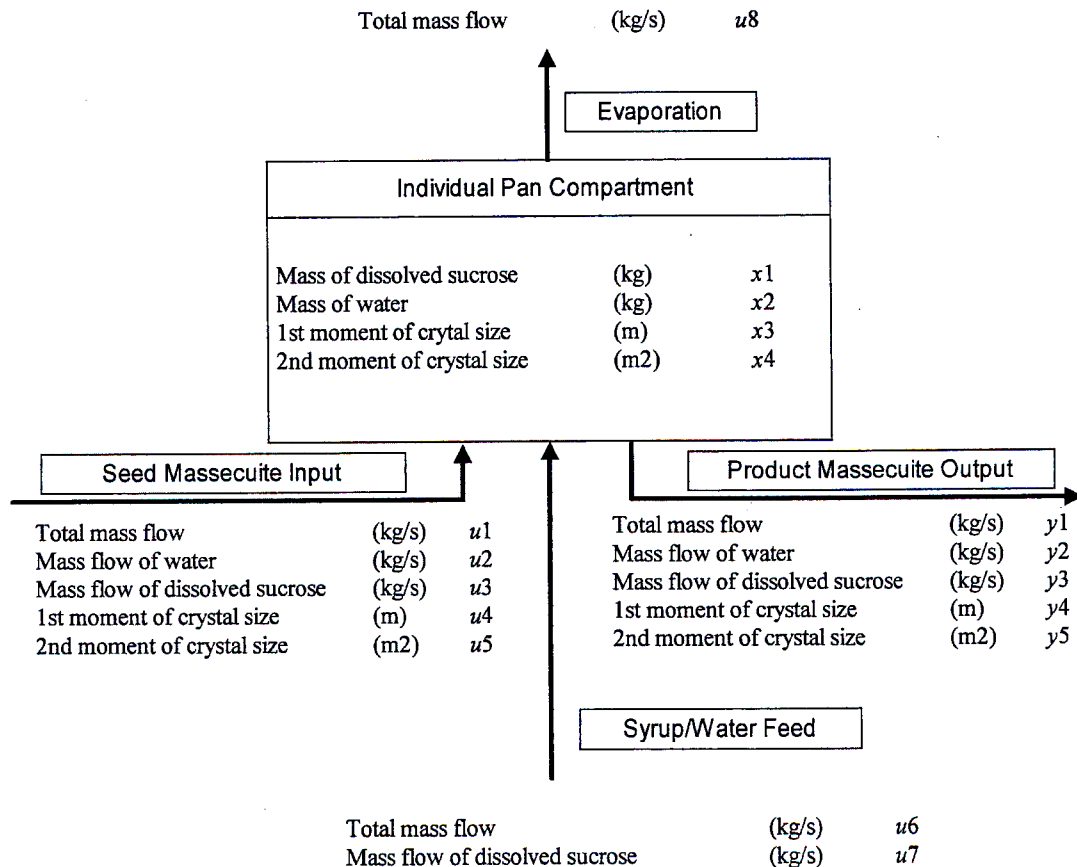 Total mass flow (kg/s) u8
Evaporation
Individual Pan Compartment
Mass of dissolved sucrose (kg) x1
Mass of water (kg) x2
1st moment of crytal size (m) x3
2nd moment of crystal size (m2) x4
Seed Massecuite Input
Total mass flow (kg/s) u1
Mass flow of water (kg/s) u2
Mass flow of dissolved sucrose (kg/s) u3
1st moment of crystal size (m) u4
2nd moment of crystal size (m2) u5
Product Massecuite Output
Total mass flow (kg/s) y1
Mass flow of water (kg/s) y2
Mass flow of dissolved sucrose (kg/s) y3
1st moment of crystal size (m) y4
2nd moment of crystal size (m2) y5
Syrup/Water Feed
Total mass flow (kg/s) u6
Mass flow of dissolved sucrose (kg/s) u7